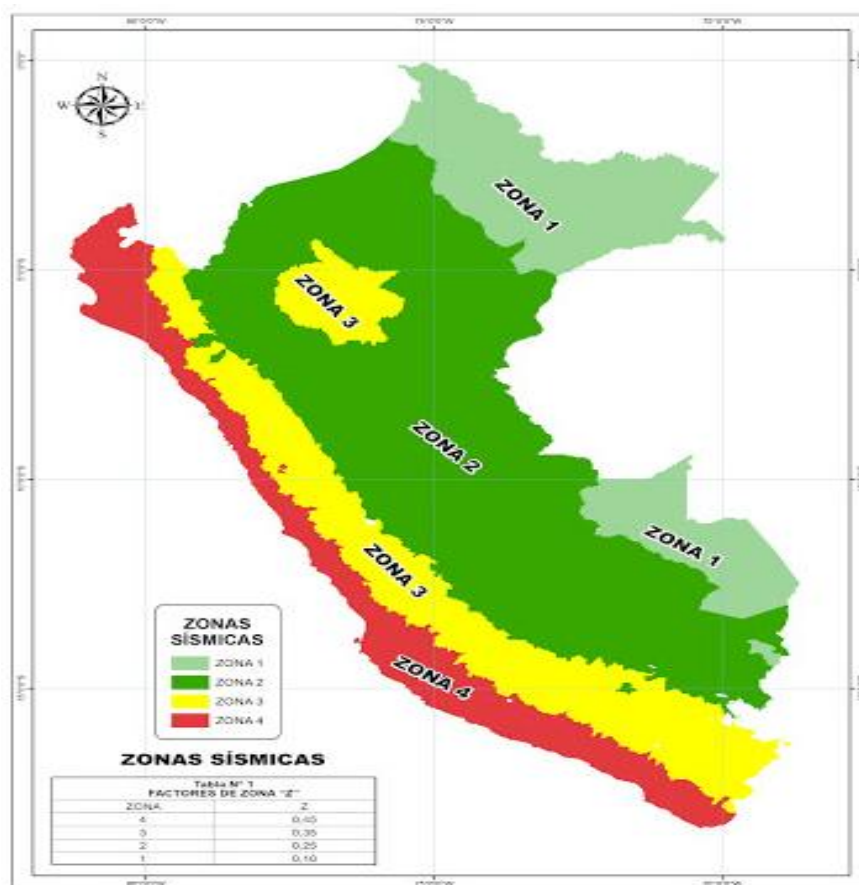 N
W E
S
ZONA 1
ZONA 3
ZONA 2
ZONA 1
ZONA 3
ZONA 4
ZONAS
SÍSMICAS
ZONA 1
ZONA 2
ZONA 3
ZONA 4
ZONAS SÍSMICAS
Tabla N° 1
FACTORES DE ZONA "Z"
ZONA Z
4 0,45
3 0,35
2 0,25
1 0,10